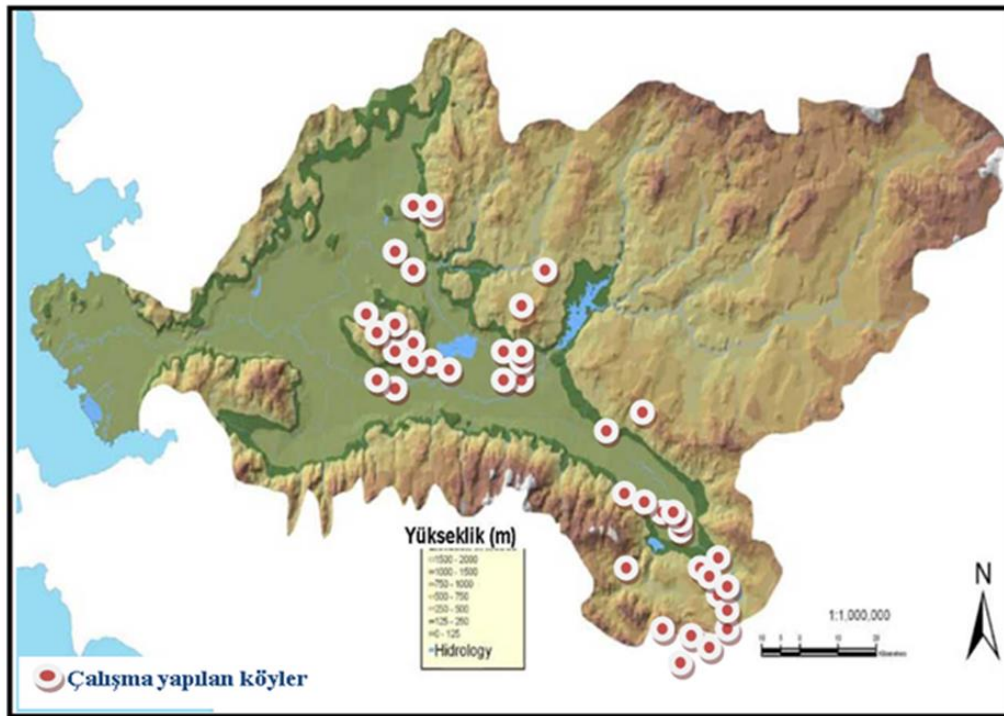 Yükseklik (m)
1500 - 2000
1000 - 1500
750 - 1000
500 - 750
250 - 500
125 - 250
0 - 125
Hidrology
N
1:1,000,000
Çalışma yapılan köyler